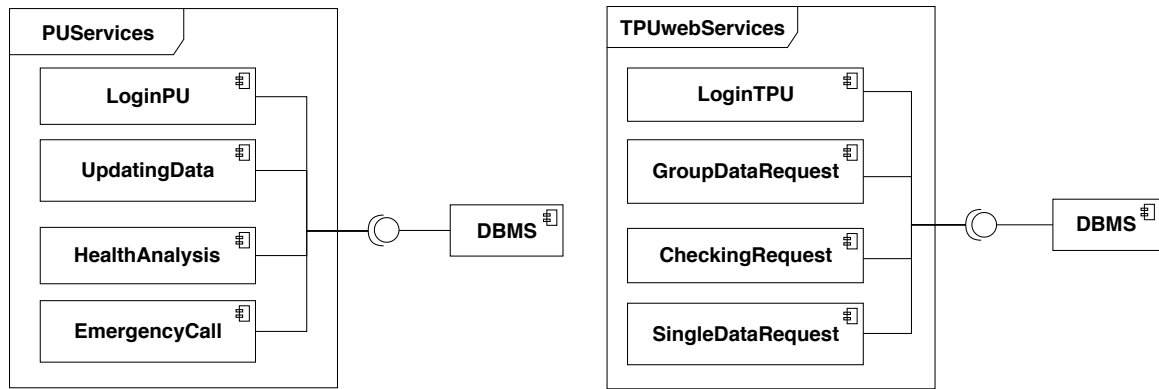 PUServices
LoginPU
UpdatingData
HealthAnalysis
EmergencyCall
DBMS
TPUwebServices
LoginTPU
GroupDataRequest
CheckingRequest
SingleDataRequest
DBMS